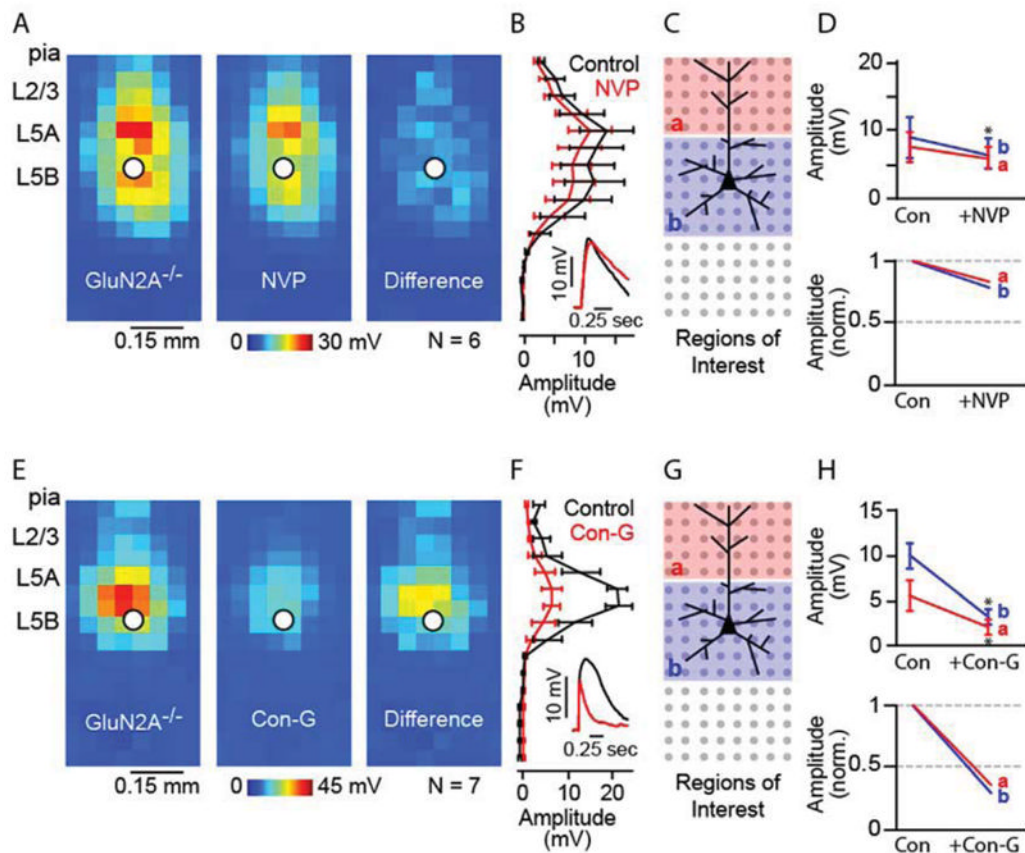 A
B
C
D
pia
L2/3
L5A
L5B
GluN2A-/-
NVP
Difference
0.15 mm
0
30 mV
N = 6
Control
NVP
10 mV
0.25 sec
0
10
Amplitude
(mV)
a
b
Regions of
Interest
20
10
0
Amplitude
(mV)
*
b
a
Con
+NVP
1
0.5
0
Amplitude
(norm.)
a
b
Con
+NVP
E
F
G
H
pia
L2/3
L5A
L5B
GluN2A-/-
Con-G
Difference
0.15 mm
0
45 mV
N = 7
Control
Con-G
10 mV
0.25 sec
0
10
20
Amplitude
(mV)
a
b
Regions of
Interest
15
10
5
0
Amplitude
(mV)
*
b
a
*
Con
+Con-G
1
0.5
0
Amplitude
(norm.)
a
b
Con
+Con-G